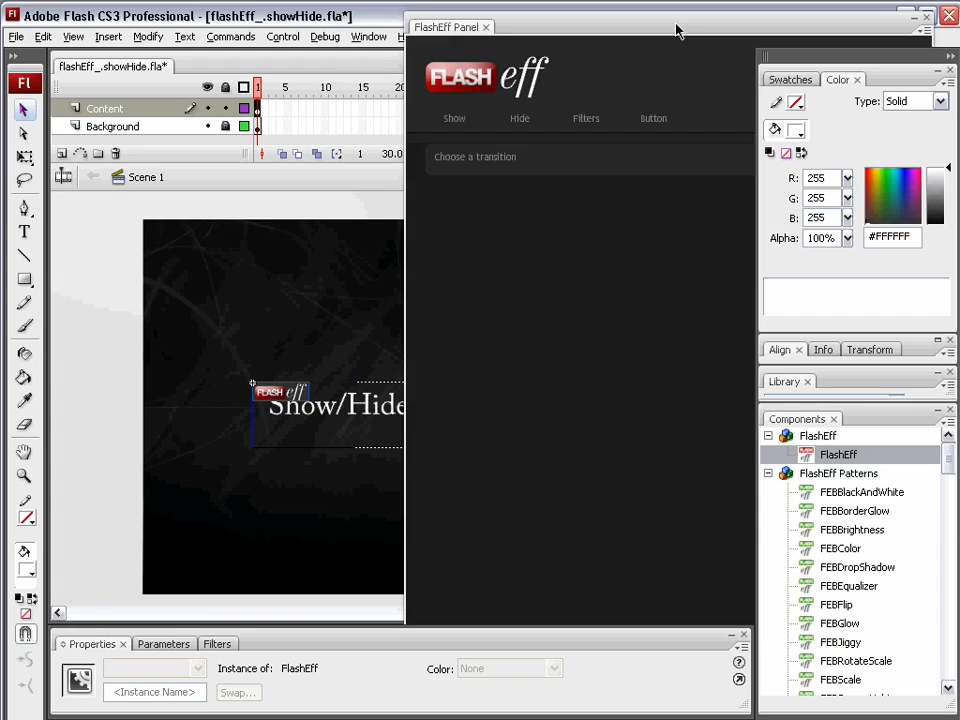 Adobe Flash CS3 Professional - [flashEff_.showHide.fla*]
File Edit View Insert Modify Text Commands Control Debug Window H
FlashEff Panel
flashEff_.showHide.fla*
1 5 10 15
Content
Background
1 30.0
Scene 1
FLASH eff
Show Hide Filters Button
Choose a transition
FLASH eff
Show/Hide
Swatches Color
Type: Solid
R: 255
G: 255
B: 255
Alpha: 100% #FFFFFF
Align Info Transform
Library
Components
FlashEff
FlashEff
FlashEff Patterns
FEBBlackAndWhite
FEBBorderGlow
FEBBrightness
FEBColor
FEBDropShadow
FEBEqualizer
FEBFlip
FEBGlow
FEBJiggy
FEBRotateScale
FEBScale
Properties Parameters Filters
Instance of: FlashEff Color: None
<Instance Name> Swap...